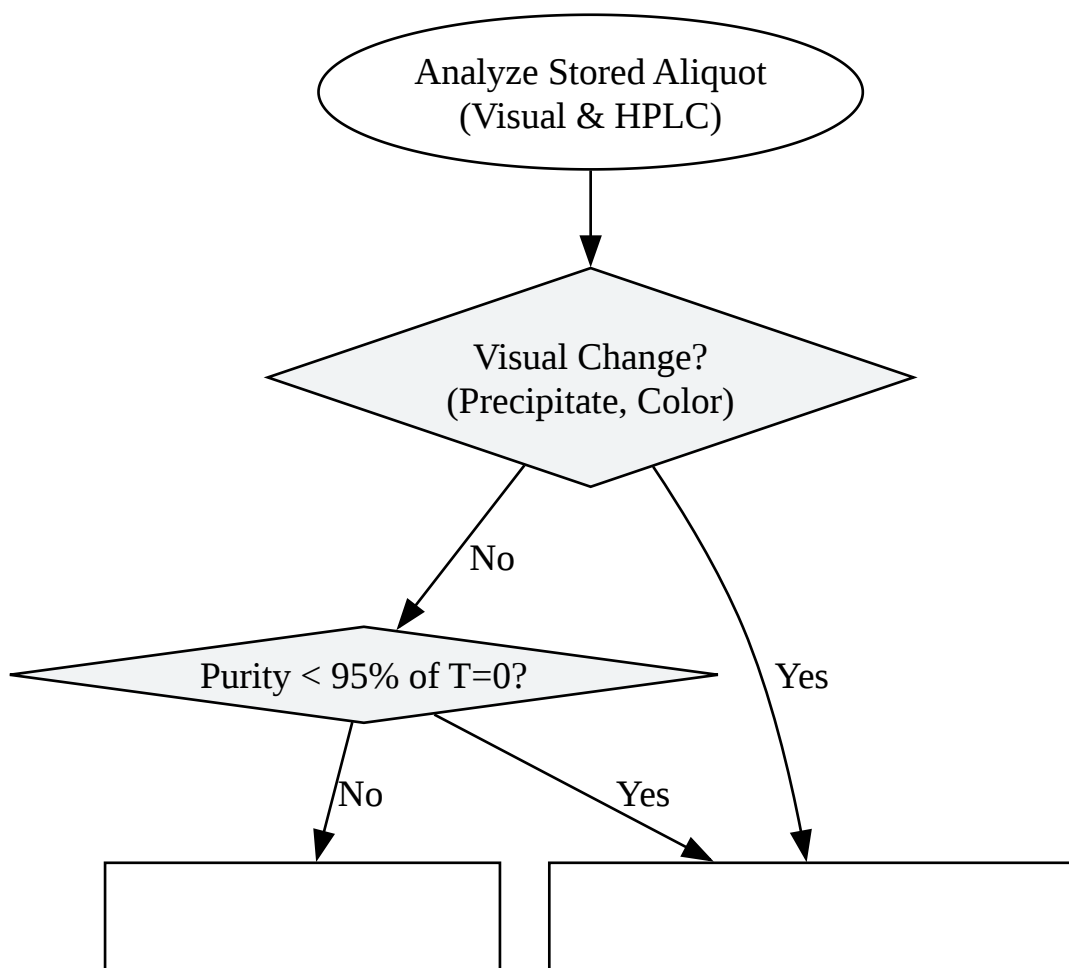 Analyze Stored Aliquot
(Visual & HPLC)
Visual Change?
(Precipitate, Color)
No
Purity < 95% of T=0?
Yes
No
Yes